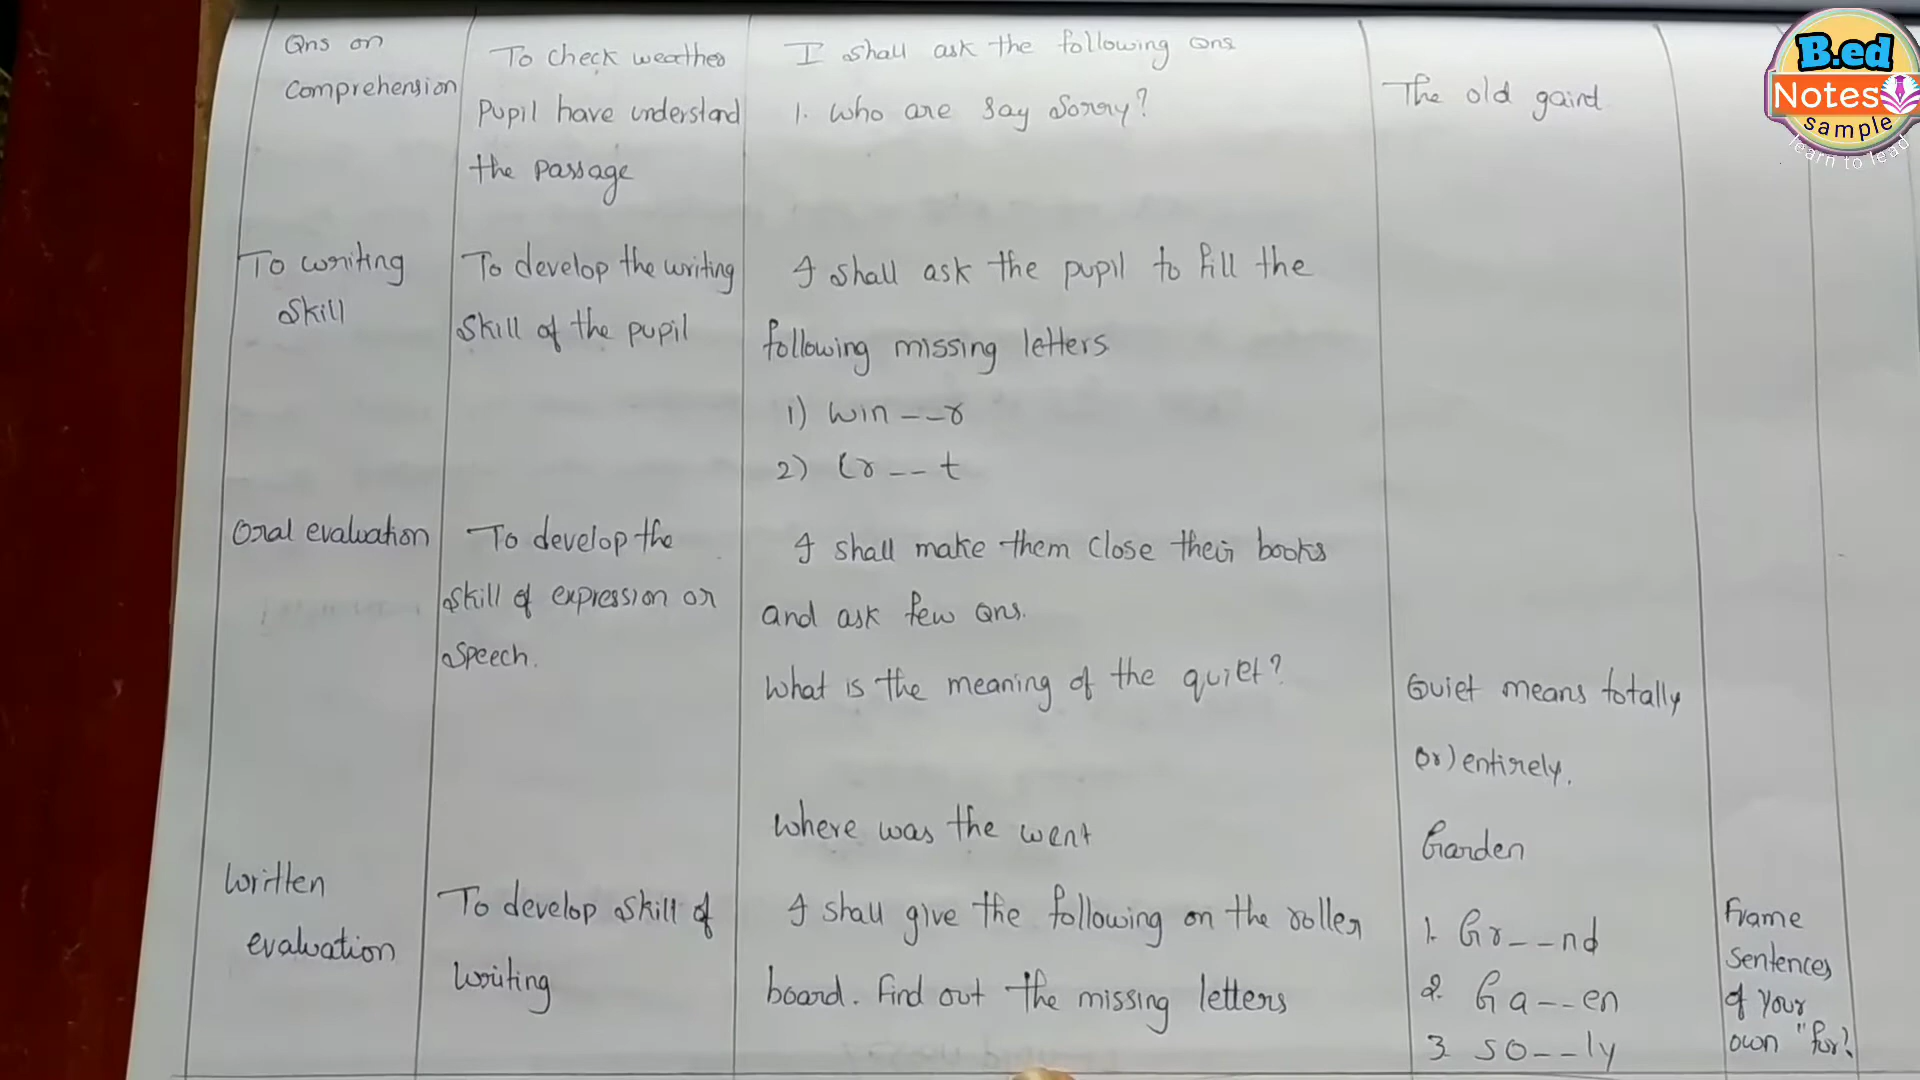 Qns on
comprehension
To check weather
Pupil have understand
the passage
I shall ask the following Qns
1. Who are say Sorry?
The old gaint
To writing
Skill
To develop the writing
Skill of the pupil
I shall ask the pupil to fill the
following missing letters
1) Win _ _ r
2) Gr _ _ t
Oral evaluation
To develop the
skill of expression or
speech.
I shall make them close their books
and ask few Qns.
What is the meaning of the quiet?
Quiet means totally
or) entirely.
Where was the went
Garden
Written
evaluation
To develop skill of
writing
I shall give the following on the roller
board. Find out the missing letters
1. Gr _ _ nd
2. Ga _ _ en
3 SO _ _ ly
Frame
sentences
of your
own "for?
B.ed
Notes
sample
learn to lead